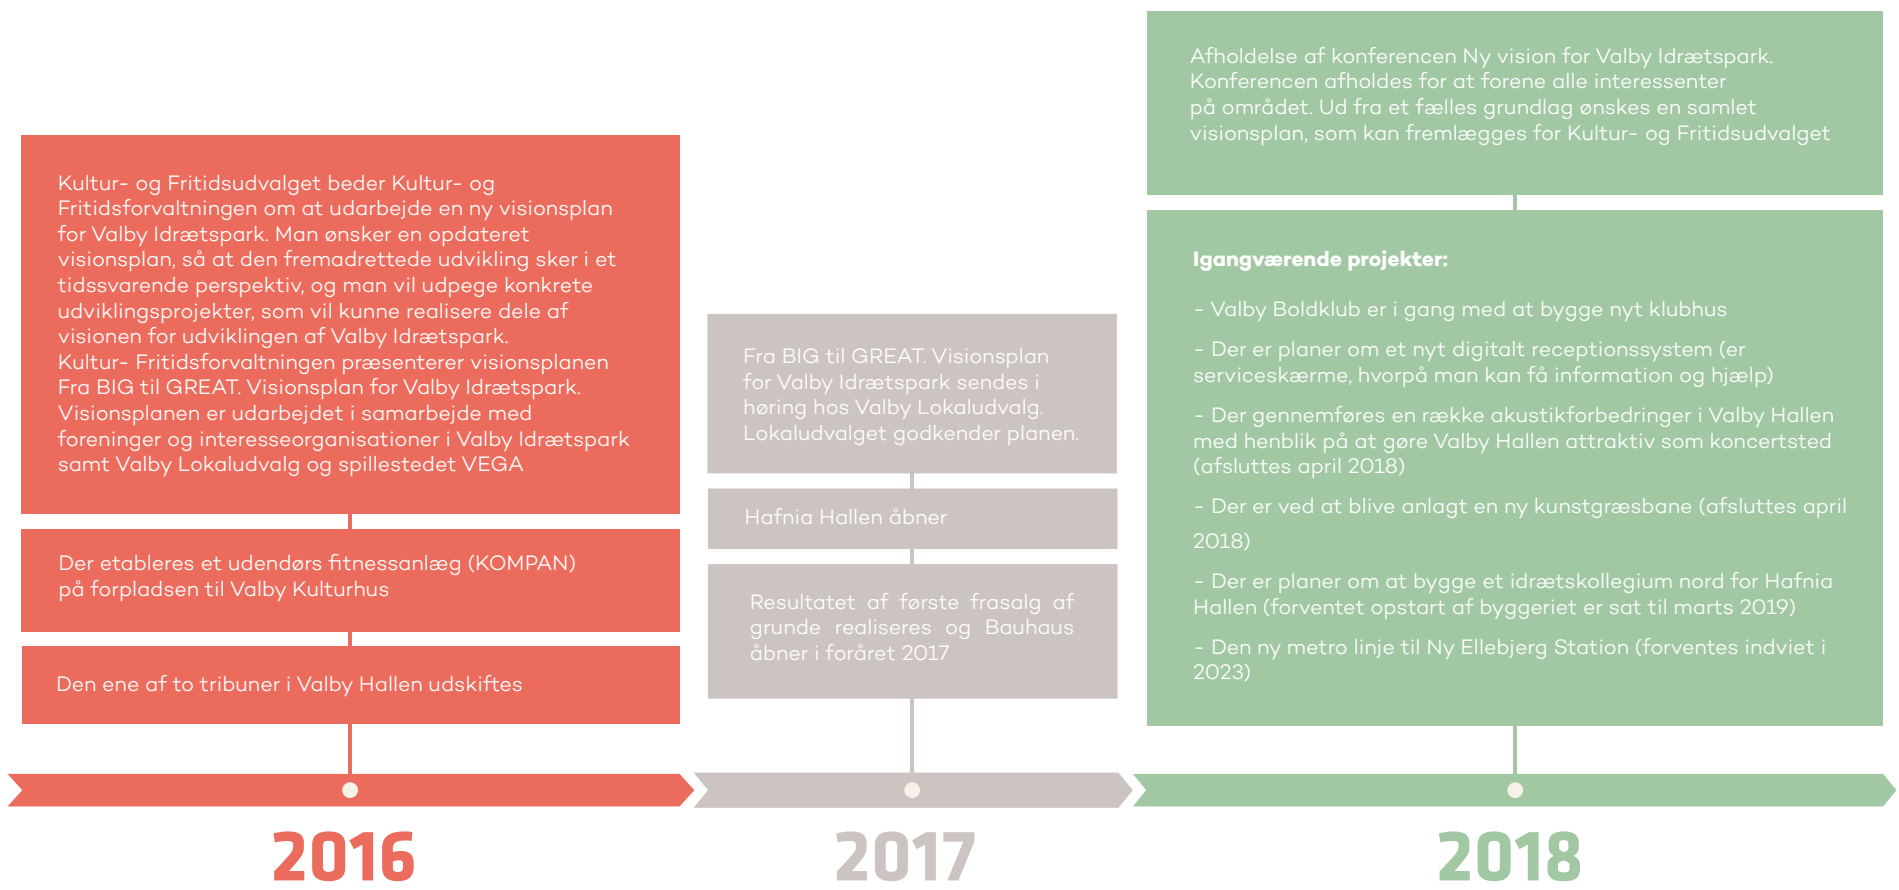 Kultur- og Fritidsudvalget beder Kultur- og
Fritidsforvaltningen om at udarbejde en ny visionsplan
for Valby Idrætspark. Man ønsker en opdateret
visionsplan, så at den fremadrettede udvikling sker i et
tidssvarende perspektiv, og man vil udpege konkrete
udviklingsprojekter, som vil kunne realisere dele af
visionen for udviklingen af Valby Idrætspark.
Kultur- Fritidsforvaltningen præsenterer visionsplanen
Fra BIG til GREAT. Visionsplan for Valby Idrætspark.
Visionsplanen er udarbejdet i samarbejde med
foreninger og interesseorganisationer i Valby Idrætspark
samt Valby Lokaludvalg og spillestedet VEGA
Der etableres et udendørs fitnessanlæg (KOMPAN)
på forpladsen til Valby Kulturhus
Den ene af to tribuner i Valby Hallen udskiftes
2016
Fra BIG til GREAT. Visionsplan
for Valby Idrætspark sendes i
høring hos Valby Lokaludvalg.
Lokaludvalget godkender planen.
Hafnia Hallen åbner
Resultatet af første frasalg af
grunde realiseres og Bauhaus
åbner i foråret 2017
2017
Afholdelse af konferencen Ny vision for Valby Idrætspark.
Konferencen afholdes for at forene alle interessenter
på området. Ud fra et fælles grundlag ønskes en samlet
visionsplan, som kan fremlægges for Kultur- og Fritidsudvalget
Igangværende projekter:
- Valby Boldklub er i gang med at bygge nyt klubhus
- Der er planer om et nyt digitalt receptionssystem (er
serviceskærme, hvorpå man kan få information og hjælp)
- Der gennemføres en række akustikforbedringer i Valby Hallen
med henblik på at gøre Valby Hallen attraktiv som koncertsted
(afsluttes april 2018)
- Der er ved at blive anlagt en ny kunstgræsbane (afsluttes april
2018)
- Der er planer om at bygge et idrætskollegium nord for Hafnia
Hallen (forventet opstart af byggeriet er sat til marts 2019)
- Den ny metro linje til Ny Ellebjerg Station (forventes indviet i
2023)
2018